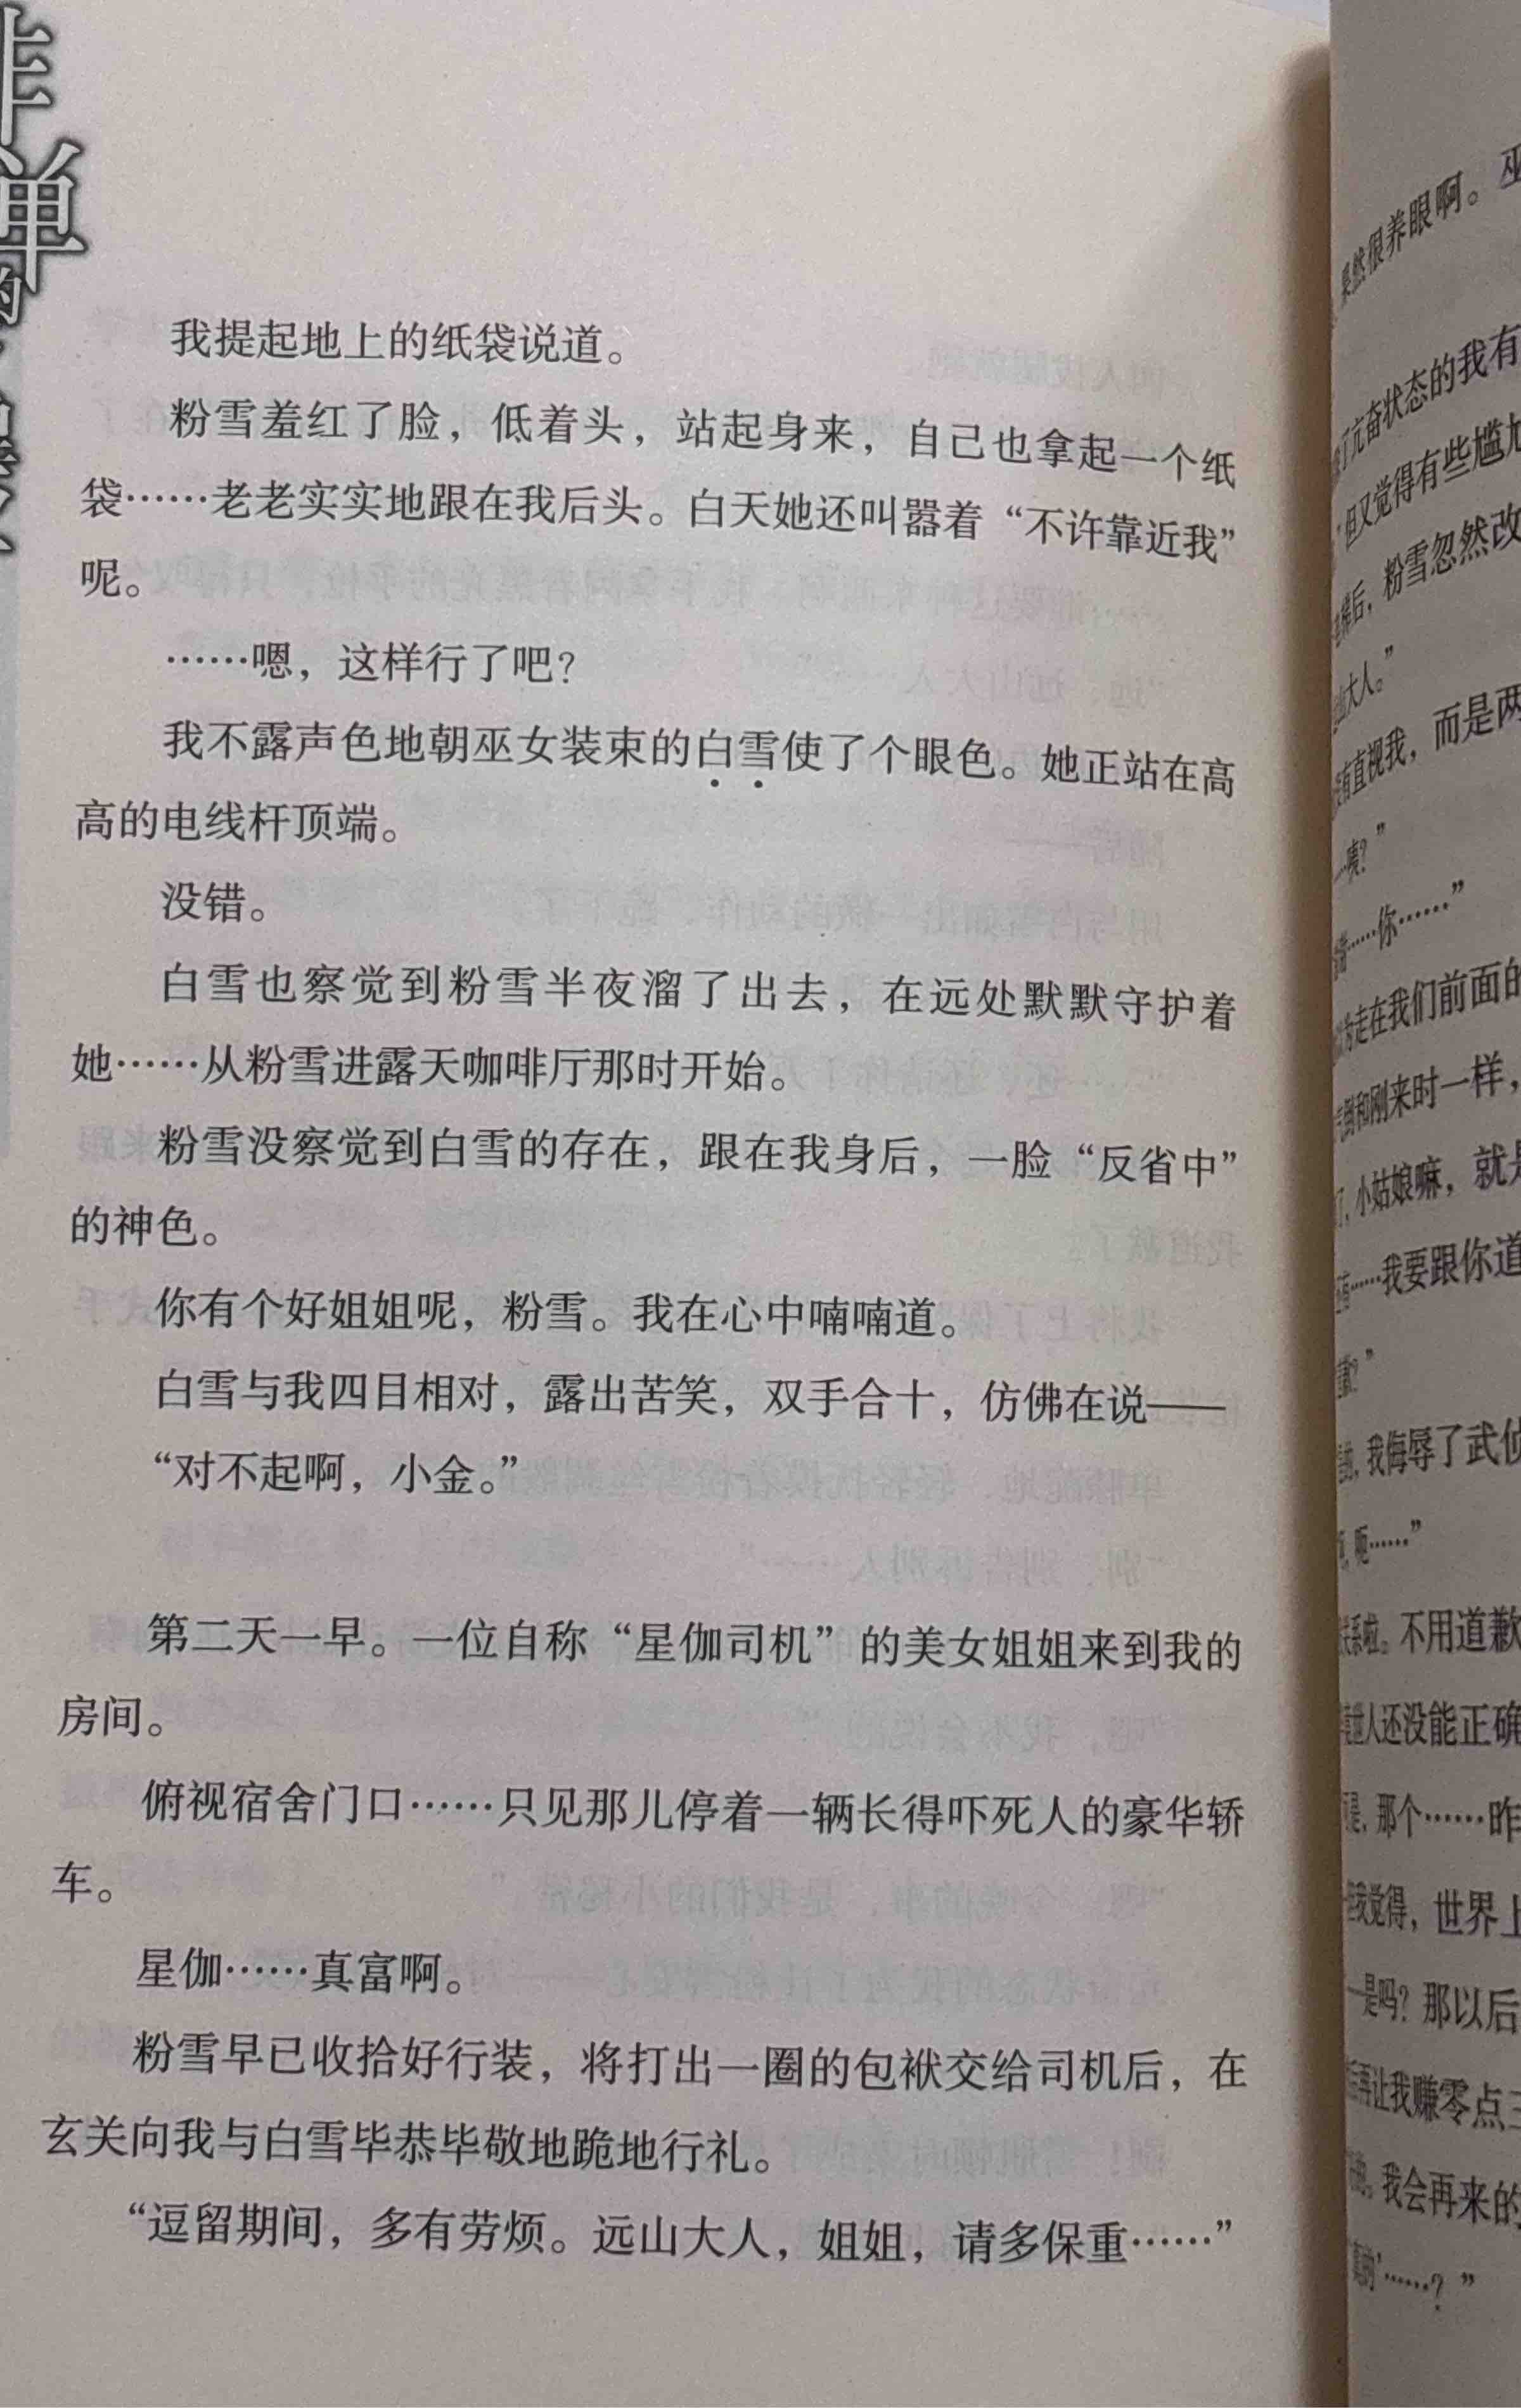 弹
的
我提起地上的纸袋说道。
粉雪羞红了脸，低着头，站起身来，自己也拿起一个纸
袋……老老实实地跟在我后头。白天她还叫嚣着“不许靠近我”
呢。
……嗯，这样行了吧？
我不露声色地朝巫女装束的白雪使了个眼色。她正站在高
高的电线杆顶端。
没错。
白雪也察觉到粉雪半夜溜了出去，在远处默默守护着
她……从粉雪进露天咖啡厅那时开始。
粉雪没察觉到白雪的存在，跟在我身后，一脸“反省中”
的神色。
你有个好姐姐呢，粉雪。我在心中喃喃道。
白雪与我四目相对，露出苦笑，双手合十，仿佛在说——
“对不起啊，小金。”
第二天一早。一位自称“星伽司机”的美女姐姐来到我的
房间。
俯视宿舍门口……只见那儿停着一辆长得吓死人的豪华轿
车。
星伽……真富啊。
粉雪早已收拾好行装，将打出一圈的包袱交给司机后，在
玄关向我与白雪毕恭毕敬地跪地行礼。
“逗留期间，多有劳烦。远山大人，姐姐，请多保重……”
果然很养眼啊。巫
了亢奋状态的我有
但又觉得有些尴尬
后，粉雪忽然改
山大人。”
有直视我，而是两
咦？”
……你……”
走在我们前面的
和刚来时一样，
小姑娘嘛，就是
……我要跟你道
？”
，我侮辱了武侦
，呃……”
关系啦。不用道歉
人还没能正确
，那个……昨
我觉得，世界上
是吗？那以后
再让我赚零点三
我会再来的
……？”